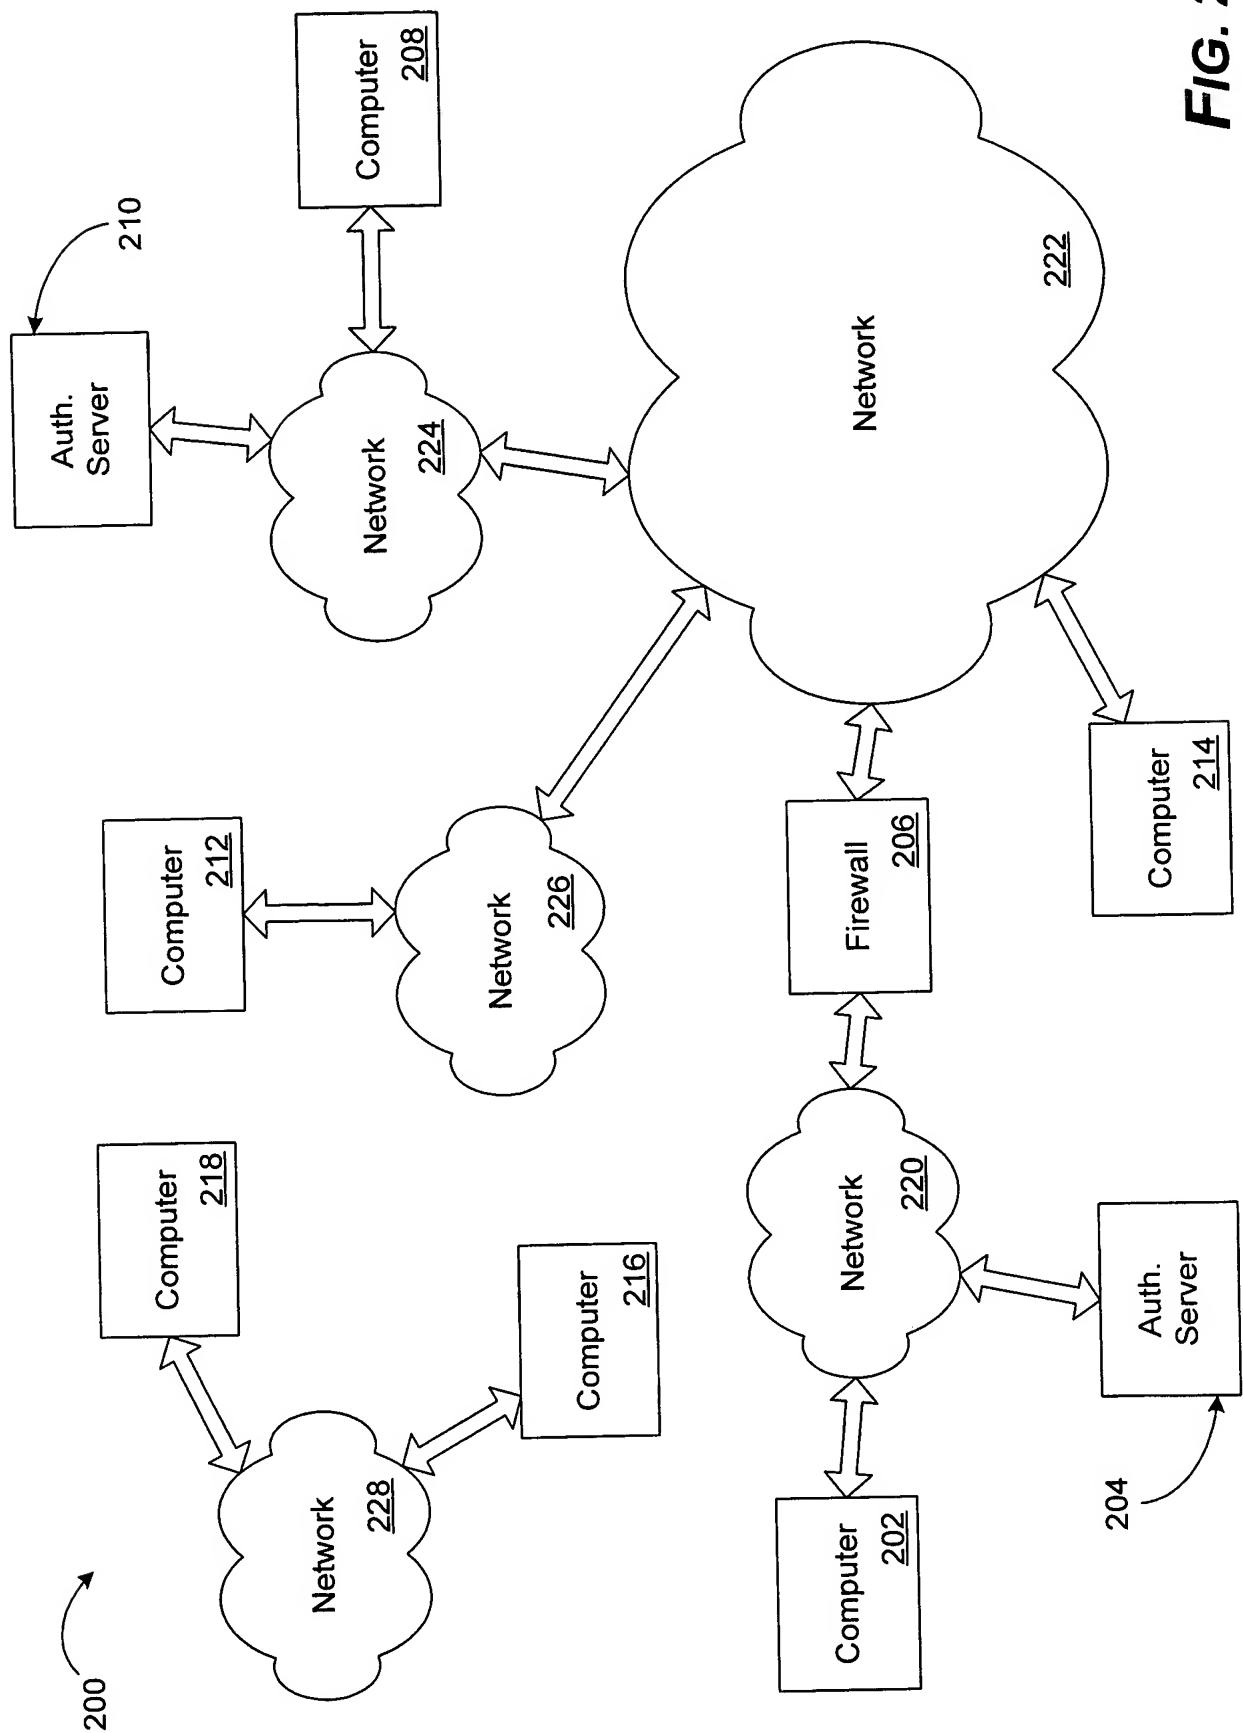 200
Auth.
Server
210
Computer
218
Computer
212
Computer
208
Network
228
Network
224
Network
226
Computer
216
Computer
202
Network
220
Firewall
206
Network
222
204
Auth.
Server
Computer
214
FIG. 2